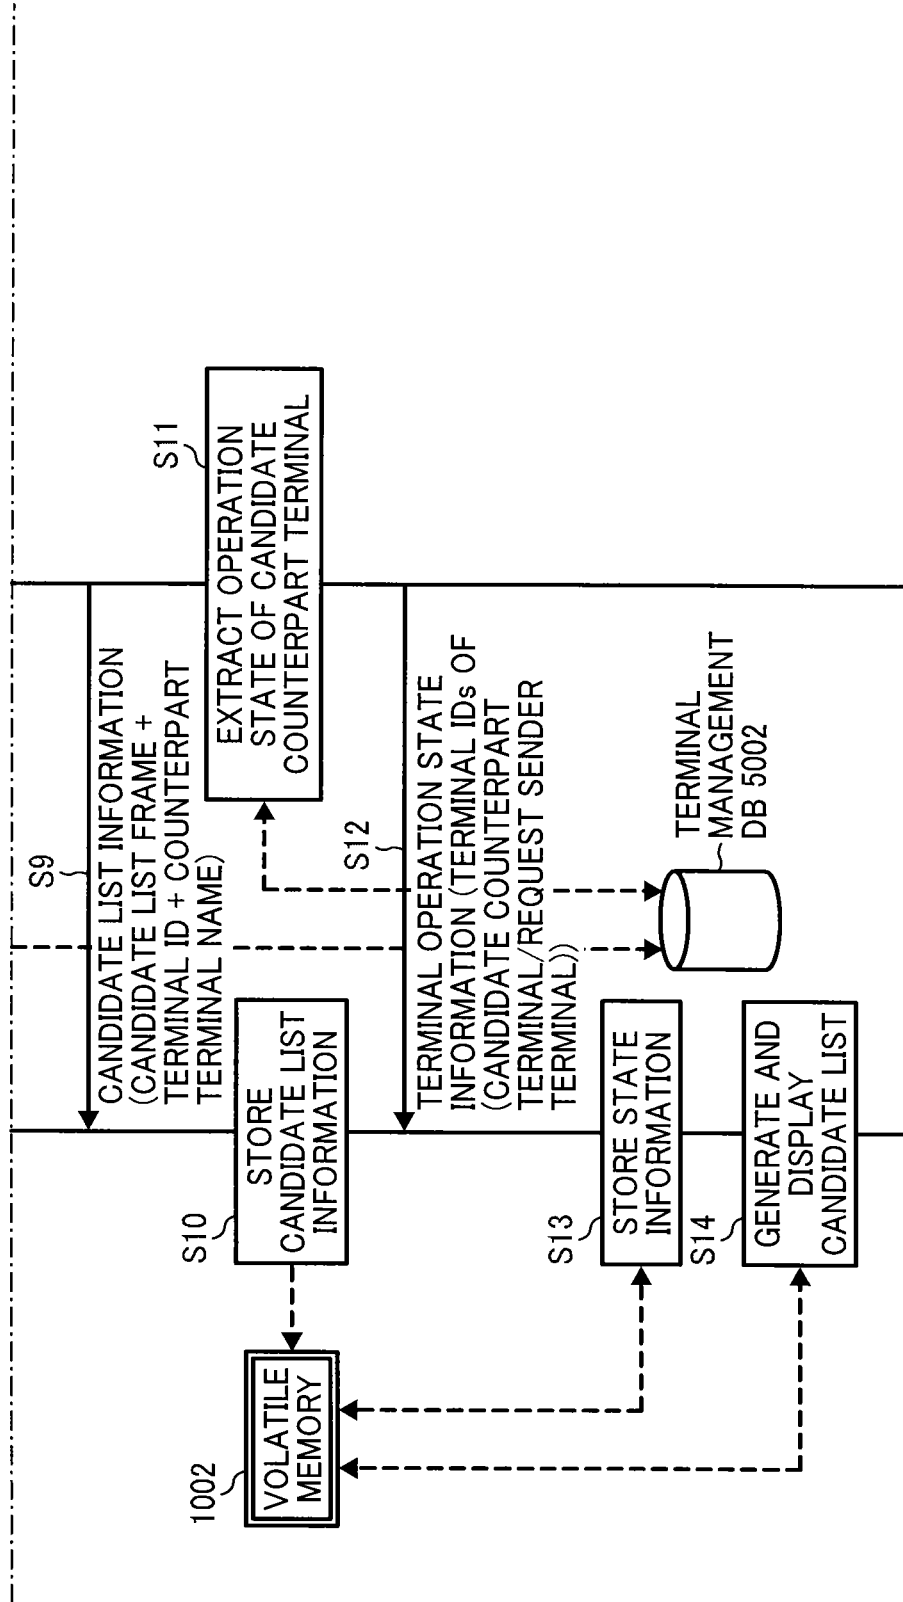 S9
CANDIDATE LIST INFORMATION
(CANDIDATE LIST FRAME +
TERMINAL ID + COUNTERPART
TERMINAL NAME)
S10
STORE
CANDIDATE LIST
INFORMATION
1002
VOLATILE
MEMORY
S11
EXTRACT OPERATION
STATE OF CANDIDATE
COUNTERPART TERMINAL
S12
TERMINAL OPERATION STATE
INFORMATION (TERMINAL IDs OF
(CANDIDATE COUNTERPART
TERMINAL/REQUEST SENDER
TERMINAL))
S13
STORE STATE
INFORMATION
TERMINAL
MANAGEMENT
DB 5002
S14
GENERATE AND
DISPLAY
CANDIDATE LIST